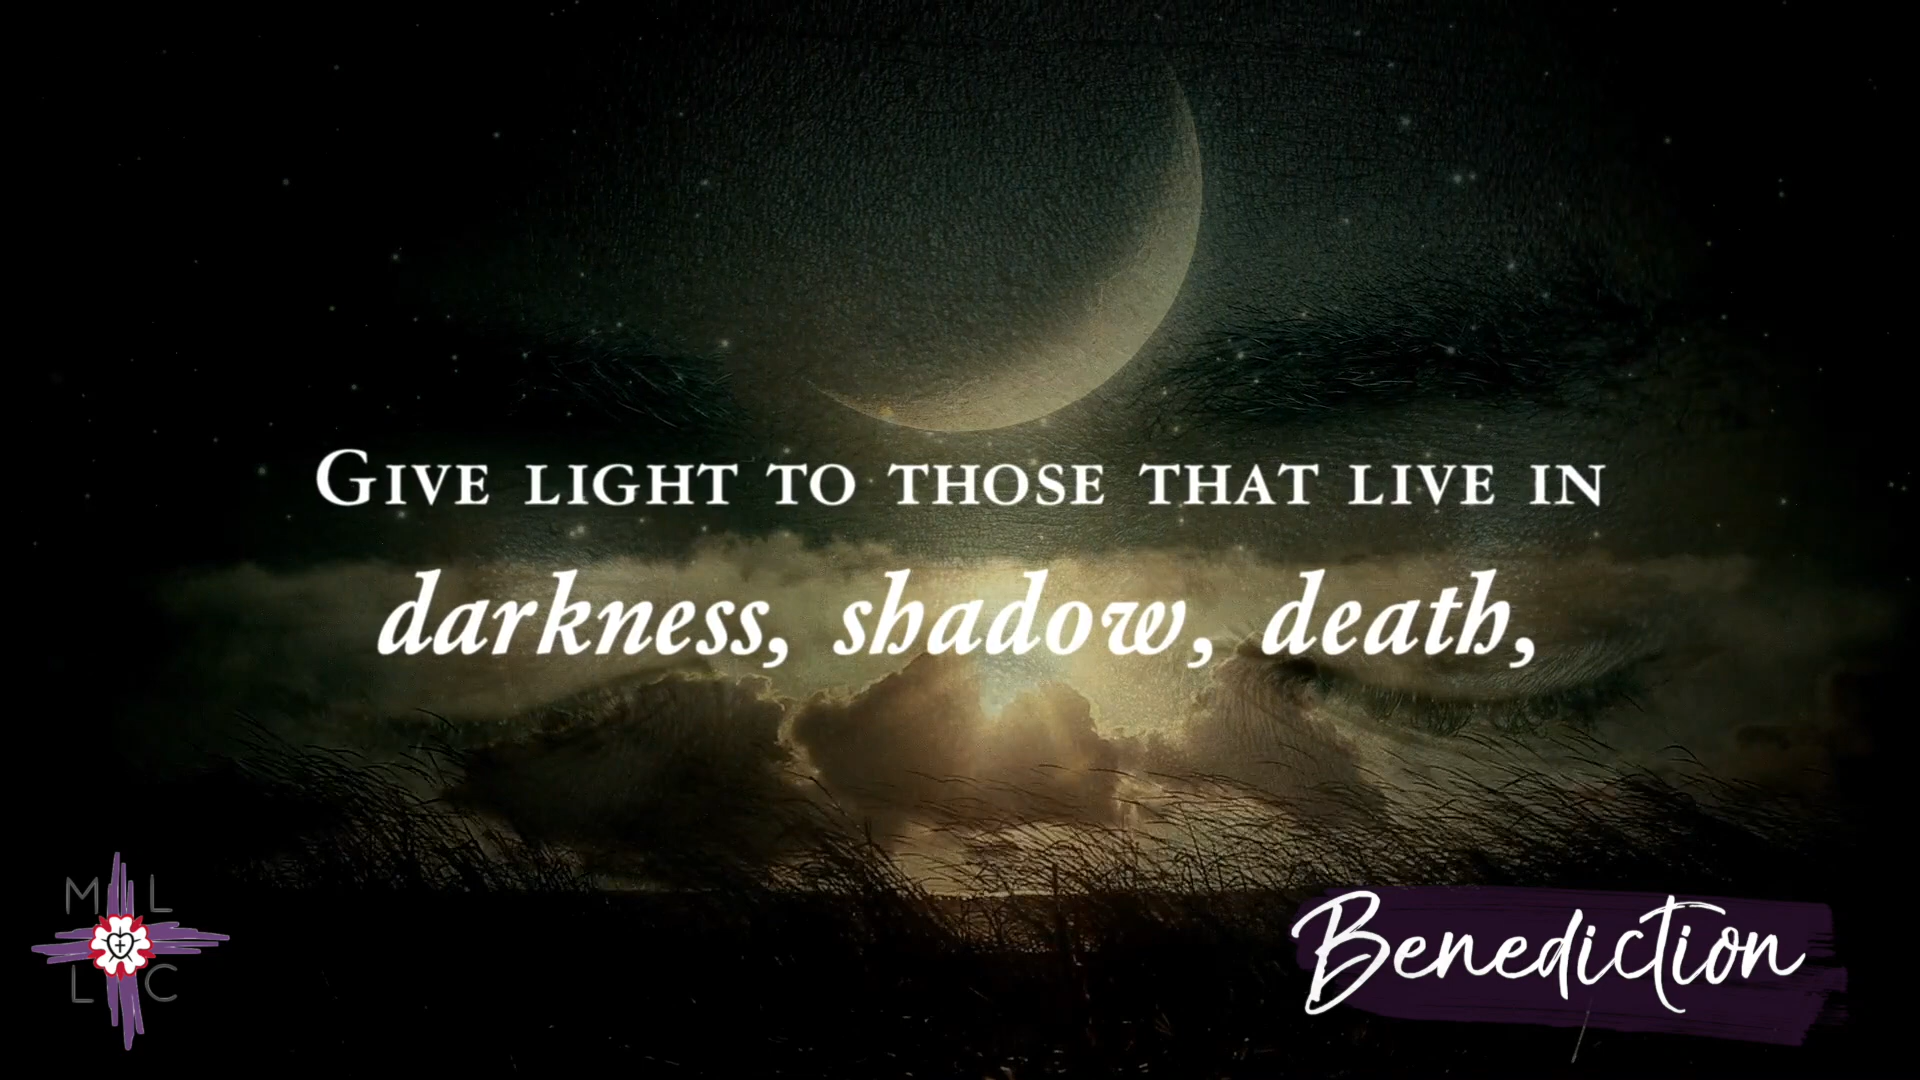 GIVE LIGHT TO THOSE THAT LIVE IN
darkness, shadow, death,
M L
L C
Benediction